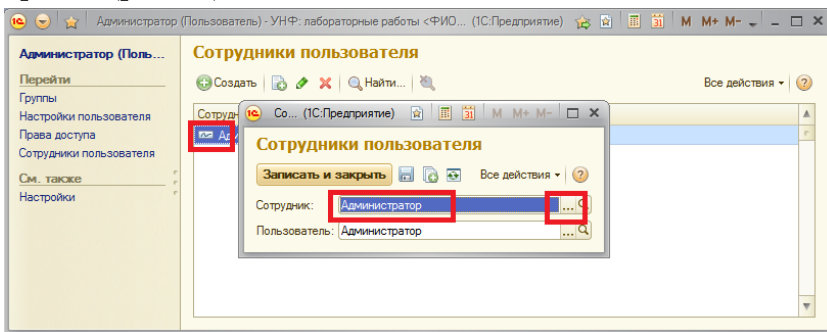 Администратор (Пользователь) - УНФ: лабораторные работы <ФИО... (1С:Предприятие) M M+ M-
Администратор (Поль...
Перейти
Группы
Настройки пользователя
Права доступа
Сотрудники пользователя
См. также
Настройки
Сотрудники пользователя
Создать Найти... Все действия
Со... (1С:Предприятие) M M+ M-
Сотрудники пользователя
Записать и закрыть Все действия
Сотрудник: Администратор ...
Пользователь: Администратор ...